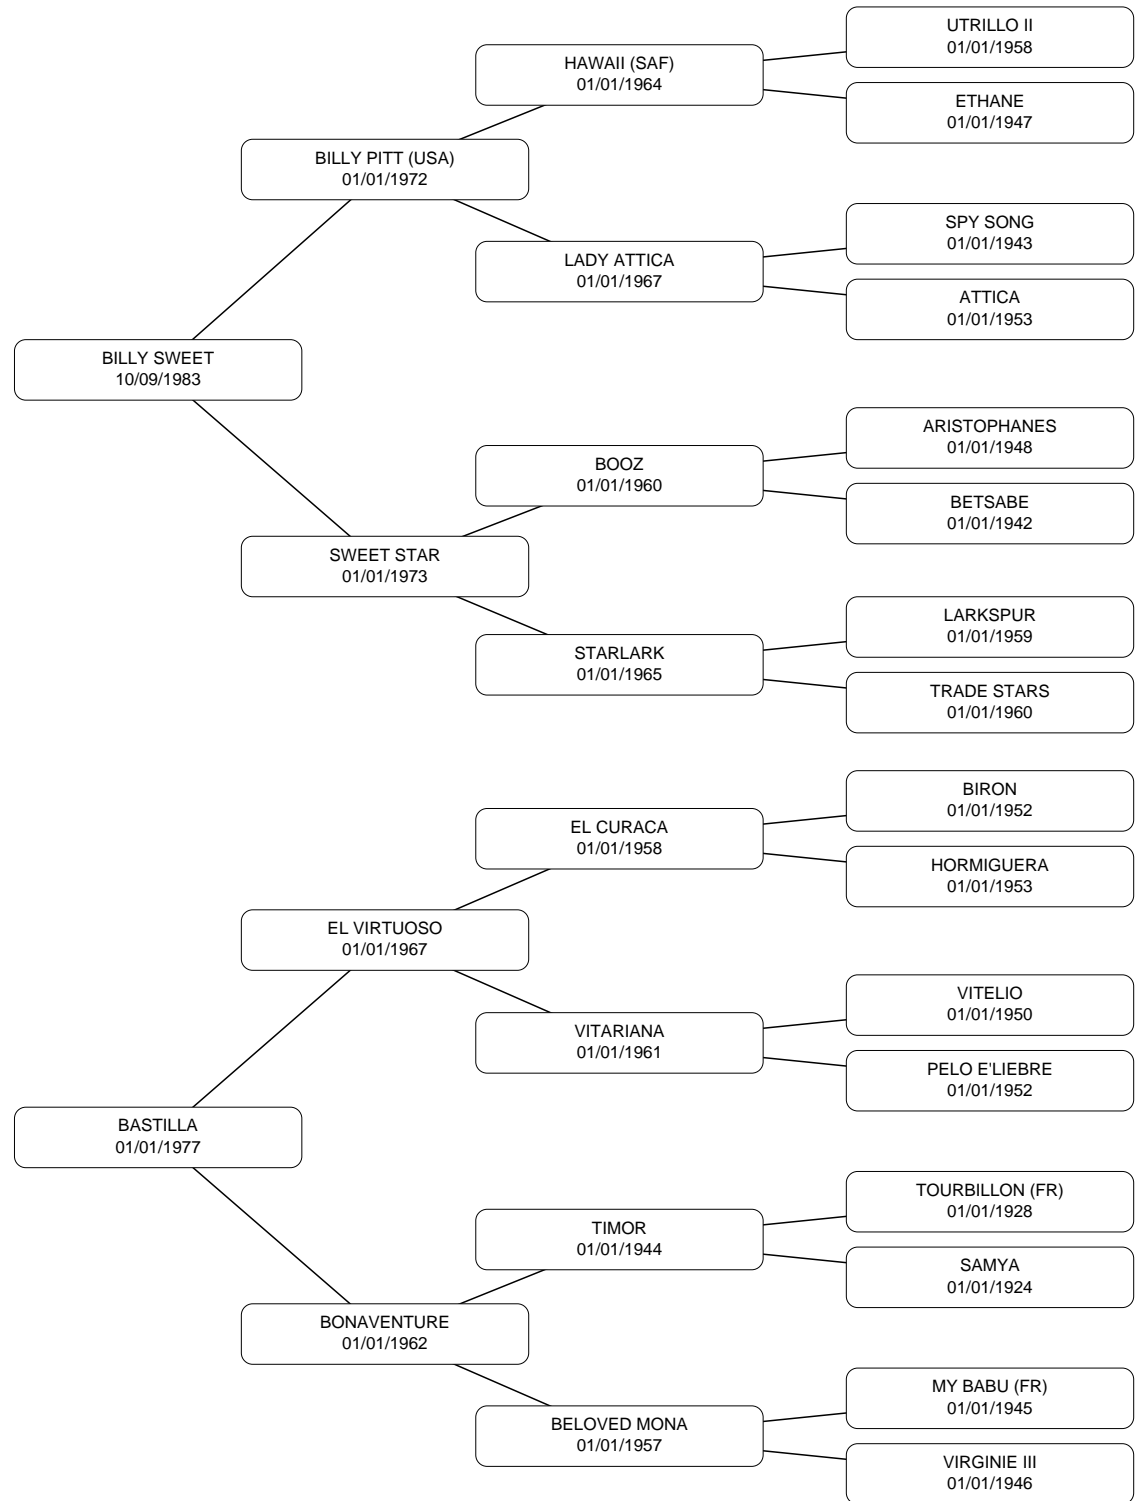 UTRILLO II
01/01/1958
HAWAII (SAF)
01/01/1964
ETHANE
01/01/1947
BILLY PITT (USA)
01/01/1972
SPY SONG
01/01/1943
LADY ATTICA
01/01/1967
ATTICA
01/01/1953
BILLY SWEET
10/09/1983
ARISTOPHANES
01/01/1948
BOOZ
01/01/1960
BETSABE
01/01/1942
SWEET STAR
01/01/1973
LARKSPUR
01/01/1959
STARLARK
01/01/1965
TRADE STARS
01/01/1960
BIRON
01/01/1952
EL CURACA
01/01/1958
HORMIGUERA
01/01/1953
EL VIRTUOSO
01/01/1967
VITELIO
01/01/1950
VITARIANA
01/01/1961
PELO E'LIEBRE
01/01/1952
BASTILLA
01/01/1977
TOURBILLON (FR)
01/01/1928
TIMOR
01/01/1944
SAMYA
01/01/1924
BONAVENTURE
01/01/1962
MY BABU (FR)
01/01/1945
BELOVED MONA
01/01/1957
VIRGINIE III
01/01/1946